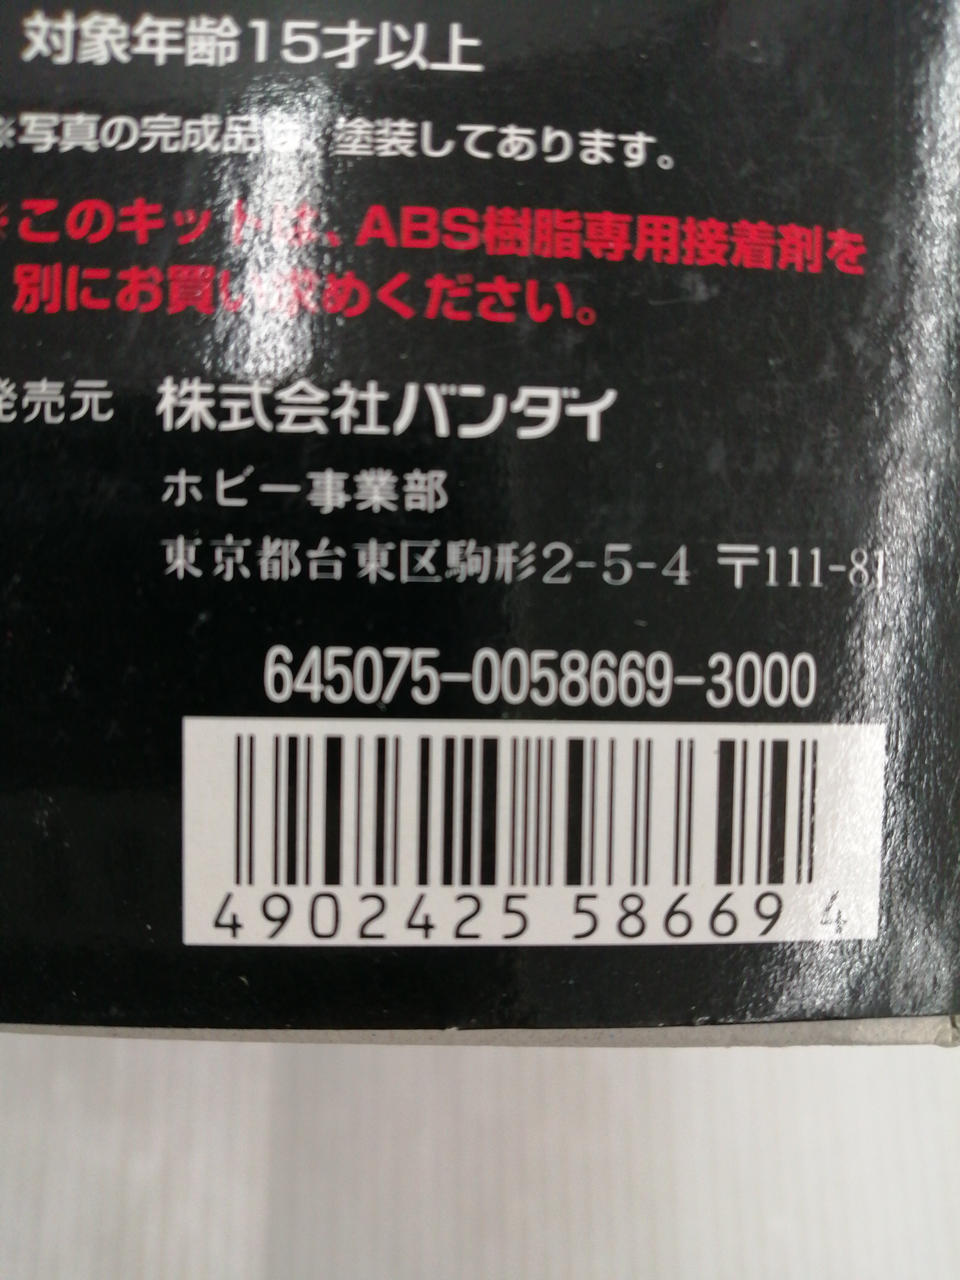 対象年齢15才以上
※写真の完成品は、塗装してあります。
※このキットは、ABS樹脂専用接着剤を
別にお買い求めください。
発売元 株式会社バンダイ
ホビー事業部
東京都台東区駒形2-5-4 〒111-81
645075-0058669-3000
4902425 586694